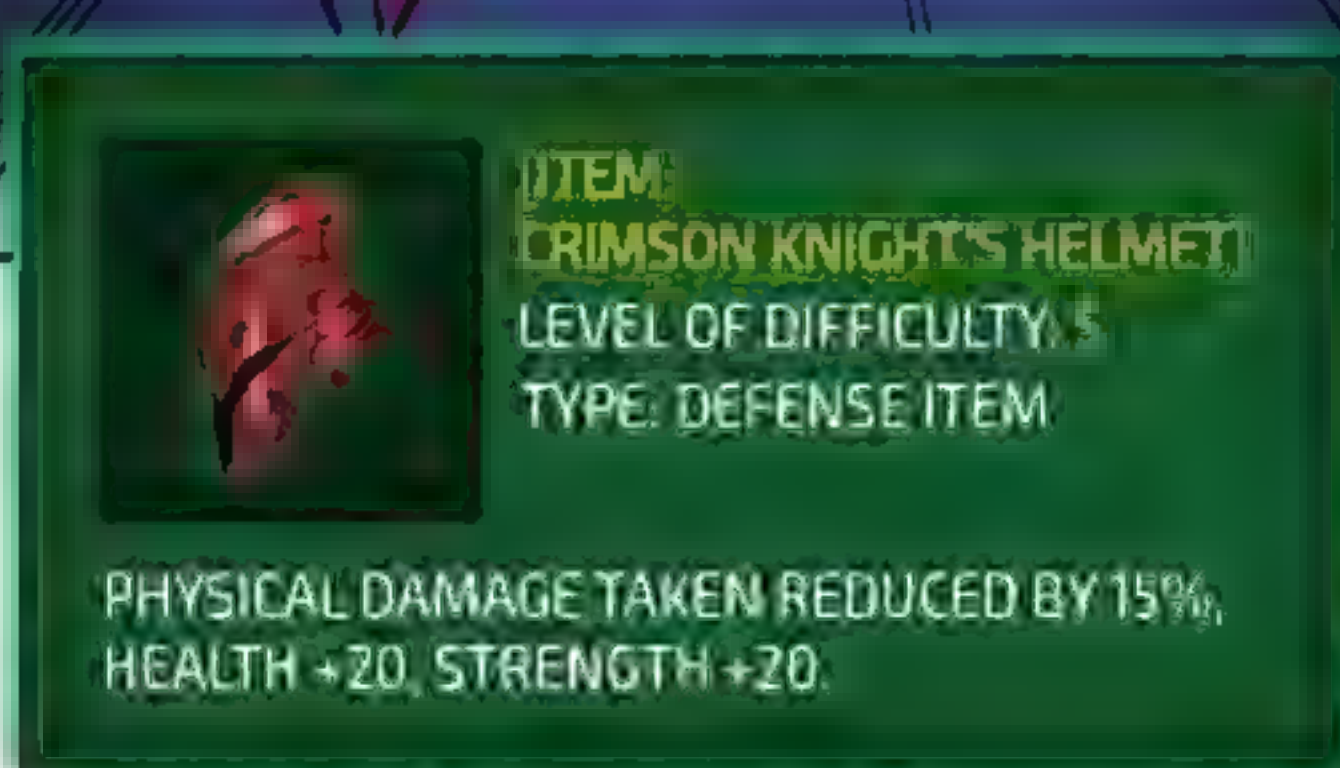 ITEM:
CRIMSON KNIGHT'S HELMET
LEVEL OF DIFFICULTY:
TYPE: DEFENSE ITEM
PHYSICAL DAMAGE TAKEN REDUCED BY 15%,
HEALTH +20, STRENGTH +20.